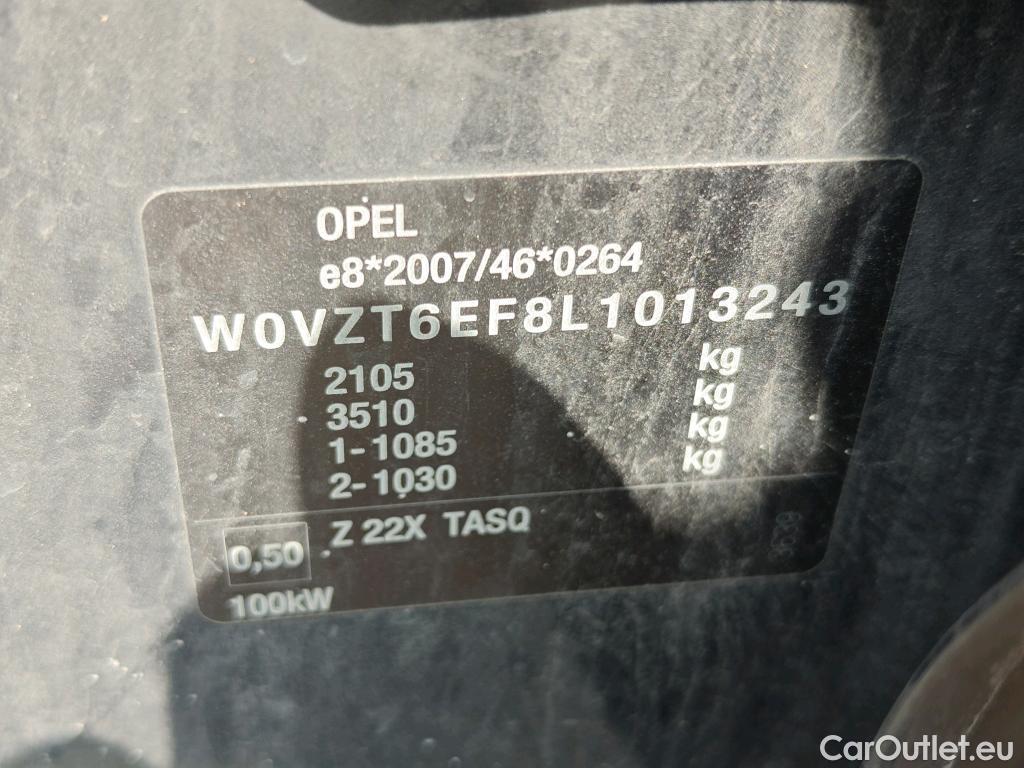 OPEL
e8*2007/46*0264
W0VZT6EF8L1013243
2105 kg
3510 kg
1-1085 kg
2-1030 kg
Z 22X TASQ
0,50
100kW
CarOutlet.eu